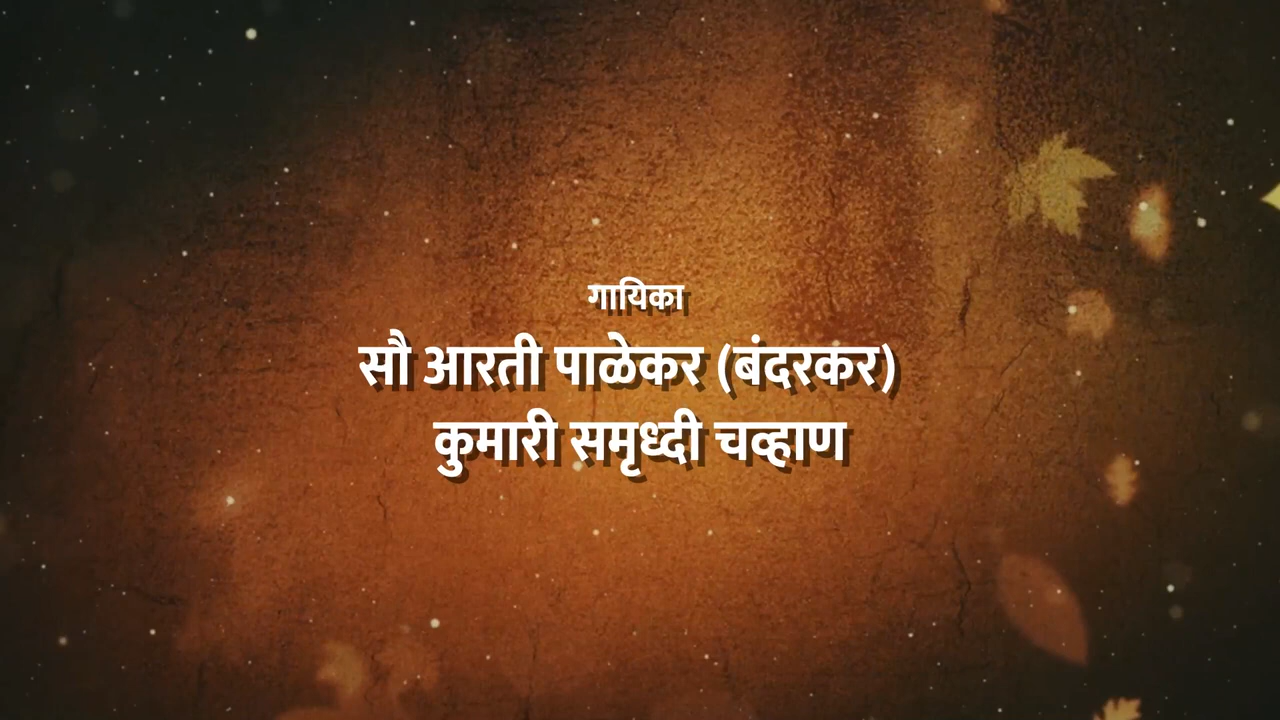 गायिका
सौ आरती पाळेकर (बंदरकर)
कुमारी समृध्दी चव्हाण